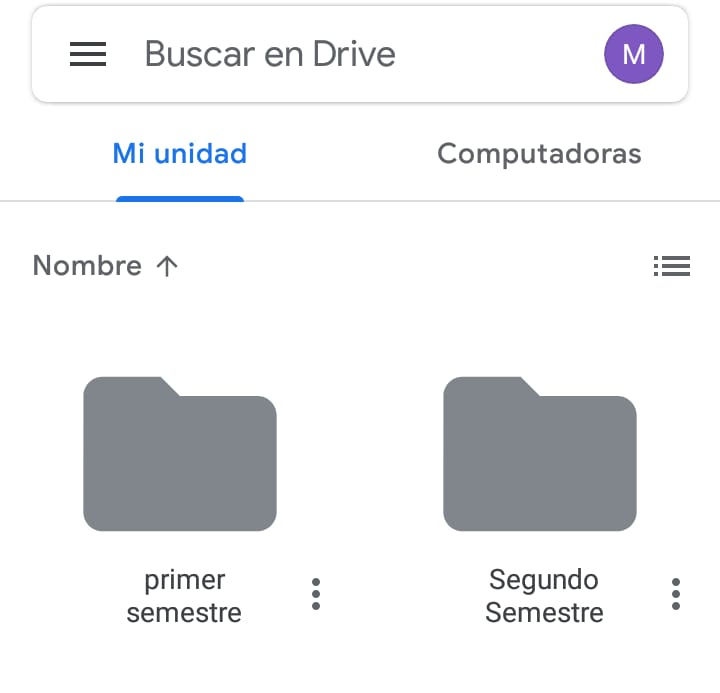 Buscar en Drive
M
Mi unidad
Computadoras
Nombre
primer
semestre
Segundo
Semestre